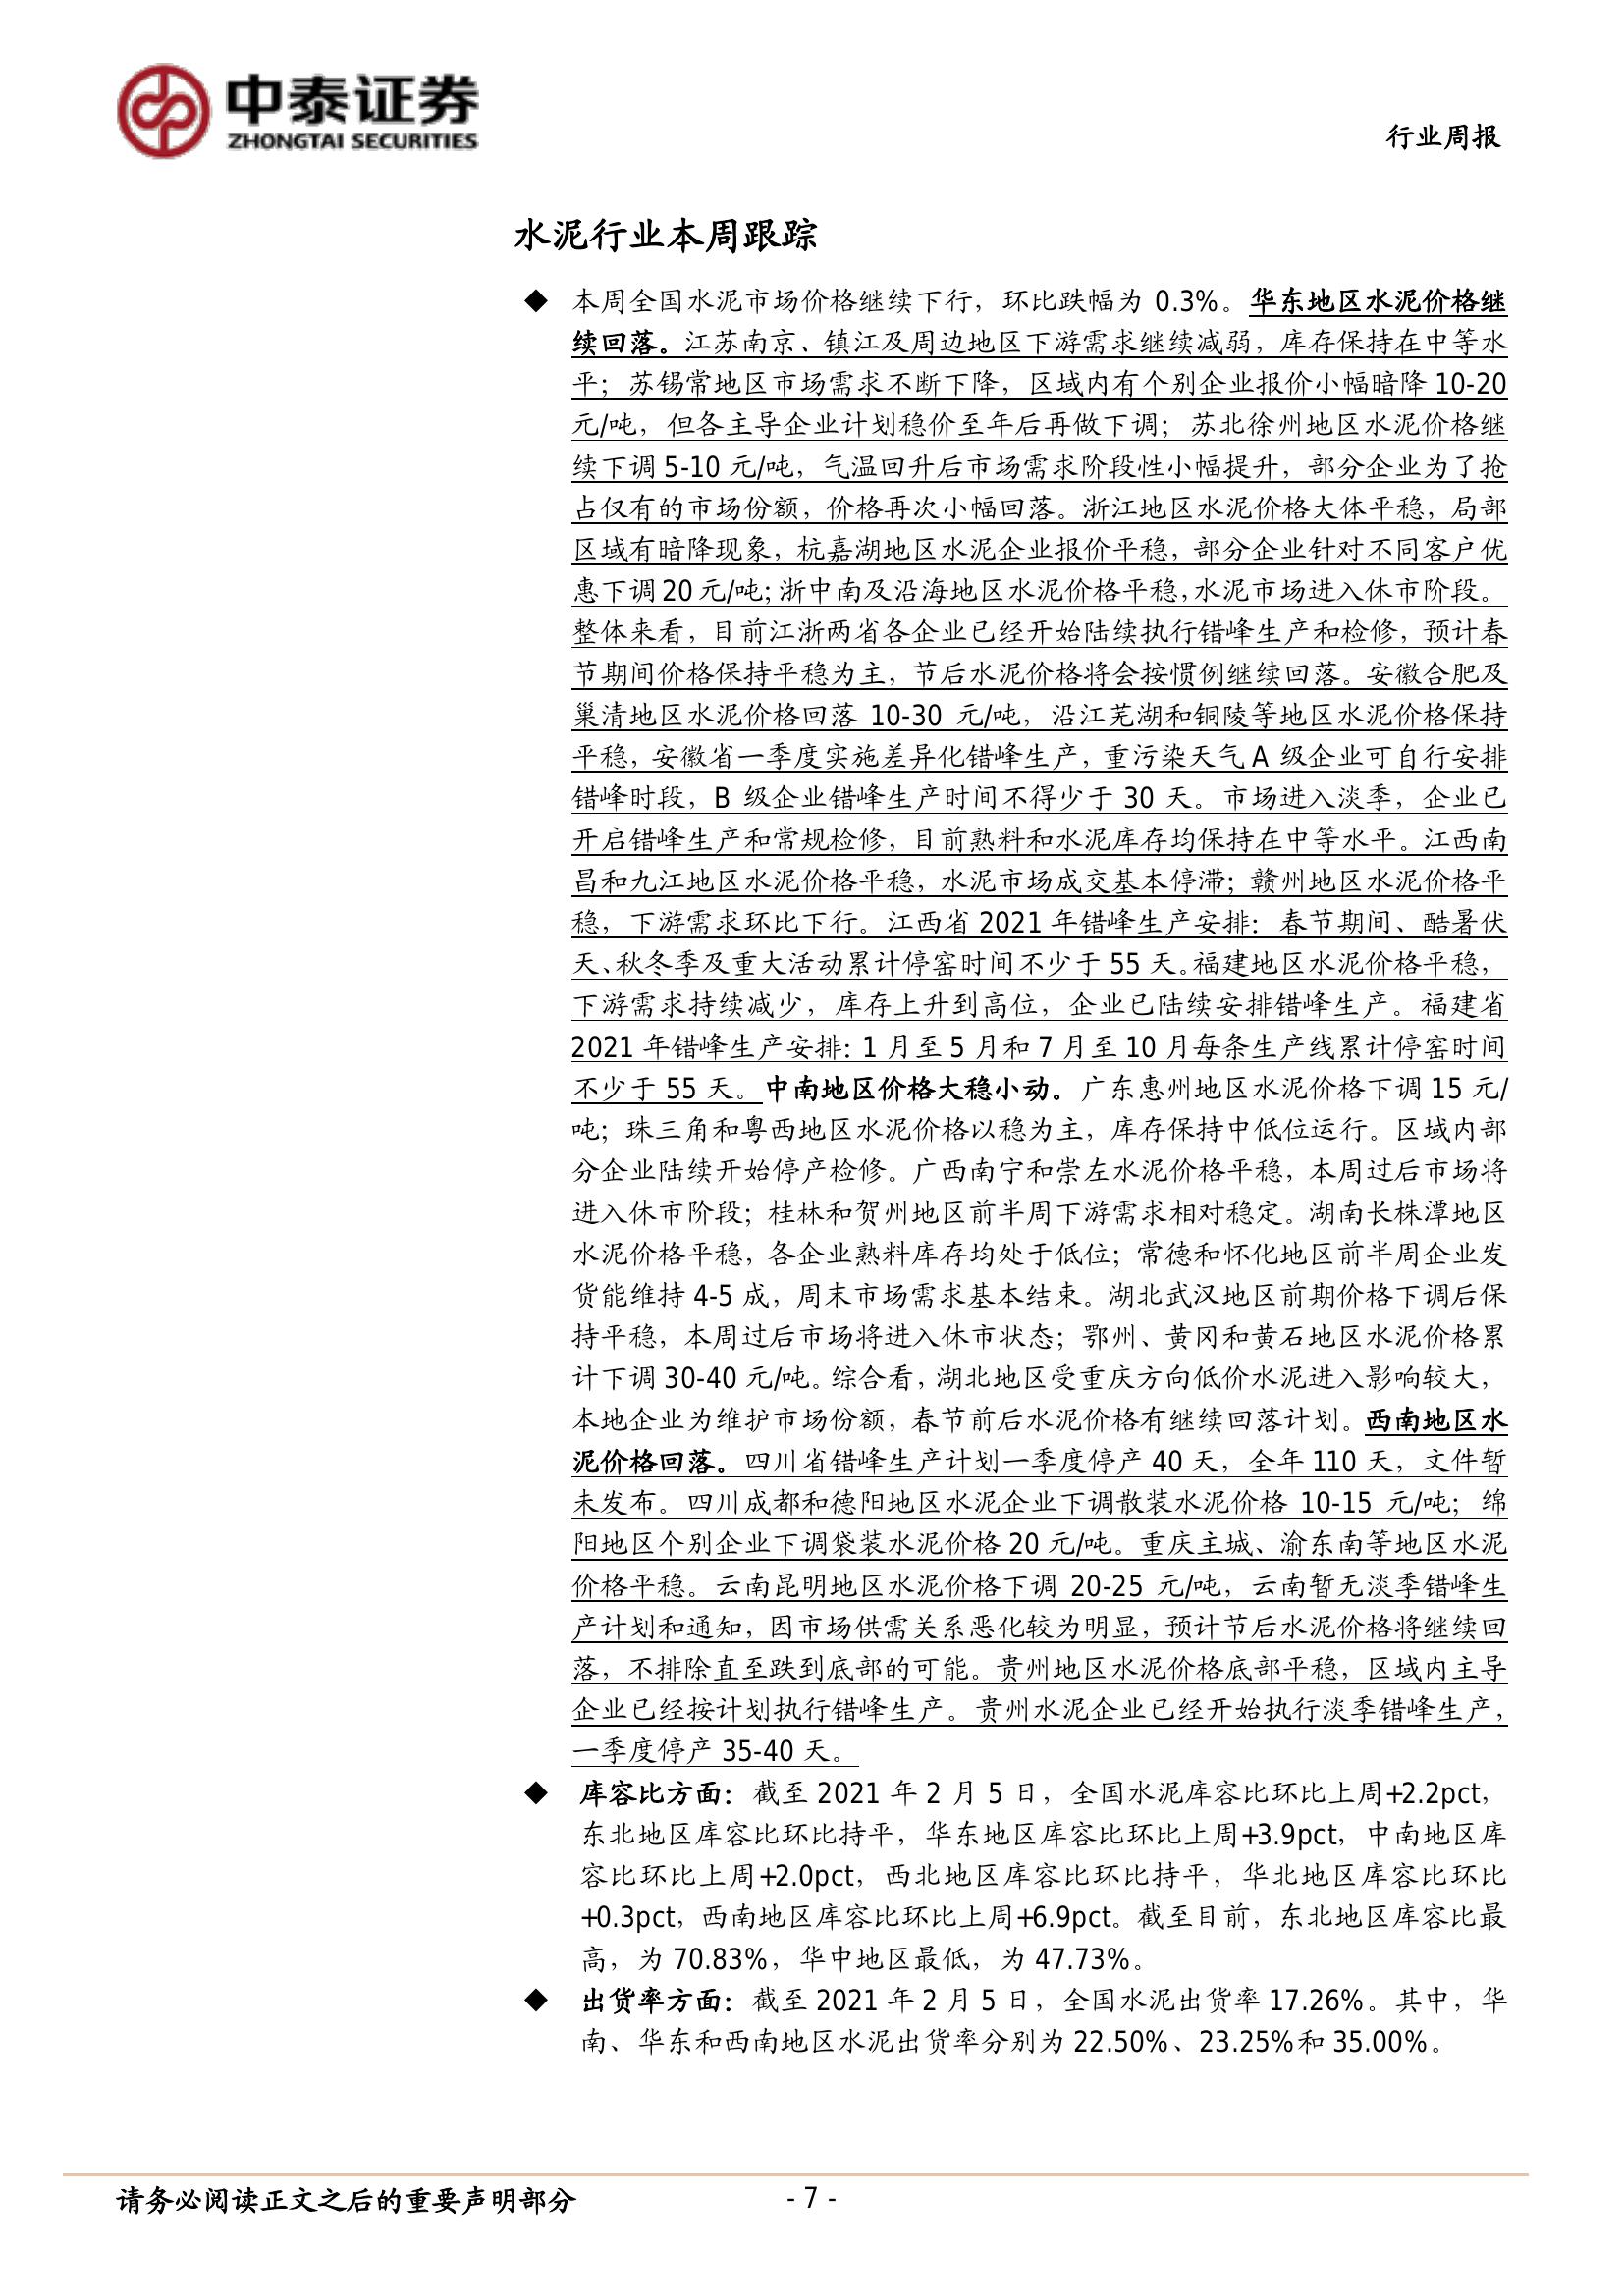 中泰证券
ZHONGTAI SECURITIES
行业周报
水泥行业本周跟踪
◆ 本周全国水泥市场价格继续下行，环比跌幅为 0.3%。华东地区水泥价格继
续回落。江苏南京、镇江及周边地区下游需求继续减弱，库存保持在中等水
平；苏锡常地区市场需求不断下降，区域内有个别企业报价小幅暗降 10-20
元/吨，但各主导企业计划稳价至年后再做下调；苏北徐州地区水泥价格继
续下调 5-10 元/吨，气温回升后市场需求阶段性小幅提升，部分企业为了抢
占仅有的市场份额，价格再次小幅回落。浙江地区水泥价格大体平稳，局部
区域有暗降现象，杭嘉湖地区水泥企业报价平稳，部分企业针对不同客户优
惠下调 20 元/吨；浙中南及沿海地区水泥价格平稳，水泥市场进入休市阶段。
整体来看，目前江浙两省各企业已经开始陆续执行错峰生产和检修，预计春
节期间价格保持平稳为主，节后水泥价格将会按惯例继续回落。安徽合肥及
巢清地区水泥价格回落 10-30 元/吨，沿江芜湖和铜陵等地区水泥价格保持
平稳，安徽省一季度实施差异化错峰生产，重污染天气 A 级企业可自行安排
错峰时段，B 级企业错峰生产时间不得少于 30 天。市场进入淡季，企业已
开启错峰生产和常规检修，目前熟料和水泥库存均保持在中等水平。江西南
昌和九江地区水泥价格平稳，水泥市场成交基本停滞；赣州地区水泥价格平
稳，下游需求环比下行。江西省 2021 年错峰生产安排：春节期间、酷暑伏
天、秋冬季及重大活动累计停窑时间不少于 55 天。福建地区水泥价格平稳，
下游需求持续减少，库存上升到高位，企业已陆续安排错峰生产。福建省
2021 年错峰生产安排：1 月至 5 月和 7 月至 10 月每条生产线累计停窑时间
不少于 55 天。中南地区价格大稳小动。广东惠州地区水泥价格下调 15 元/
吨；珠三角和粤西地区水泥价格以稳为主，库存保持中低位运行。区域内部
分企业陆续开始停产检修。广西南宁和崇左水泥价格平稳，本周过后市场将
进入休市阶段；桂林和贺州地区前半周下游需求相对稳定。湖南长株潭地区
水泥价格平稳，各企业熟料库存均处于低位；常德和怀化地区前半周企业发
货能维持 4-5 成，周末市场需求基本结束。湖北武汉地区前期价格下调后保
持平稳，本周过后市场将进入休市状态；鄂州、黄冈和黄石地区水泥价格累
计下调 30-40 元/吨。综合看，湖北地区受重庆方向低价水泥进入影响较大，
本地企业为维护市场份额，春节前后水泥价格有继续回落计划。西南地区水
泥价格回落。四川省错峰生产计划一季度停产 40 天，全年 110 天，文件暂
未发布。四川成都和德阳地区水泥企业下调散装水泥价格 10-15 元/吨；绵
阳地区个别企业下调袋装水泥价格 20 元/吨。重庆主城、渝东南等地区水泥
价格平稳。云南昆明地区水泥价格下调 20-25 元/吨，云南暂无淡季错峰生
产计划和通知，因市场供需关系恶化较为明显，预计节后水泥价格将继续回
落，不排除直至跌到底部的可能。贵州地区水泥价格底部平稳，区域内主导
企业已经按计划执行错峰生产。贵州水泥企业已经开始执行淡季错峰生产，
一季度停产 35-40 天。
◆ 库容比方面：截至 2021 年 2 月 5 日，全国水泥库容比环比上周+2.2pct，
东北地区库容比环比持平，华东地区库容比环比上周+3.9pct，中南地区库
容比环比上周+2.0pct，西北地区库容比环比持平，华北地区库容比环比
+0.3pct，西南地区库容比环比上周+6.9pct。截至目前，东北地区库容比最
高，为 70.83%，华中地区最低，为 47.73%。
◆ 出货率方面：截至 2021 年 2 月 5 日，全国水泥出货率 17.26%。其中，华
南、华东和西南地区水泥出货率分别为 22.50%、23.25%和 35.00%。
请务必阅读正文之后的重要声明部分
- 7 -